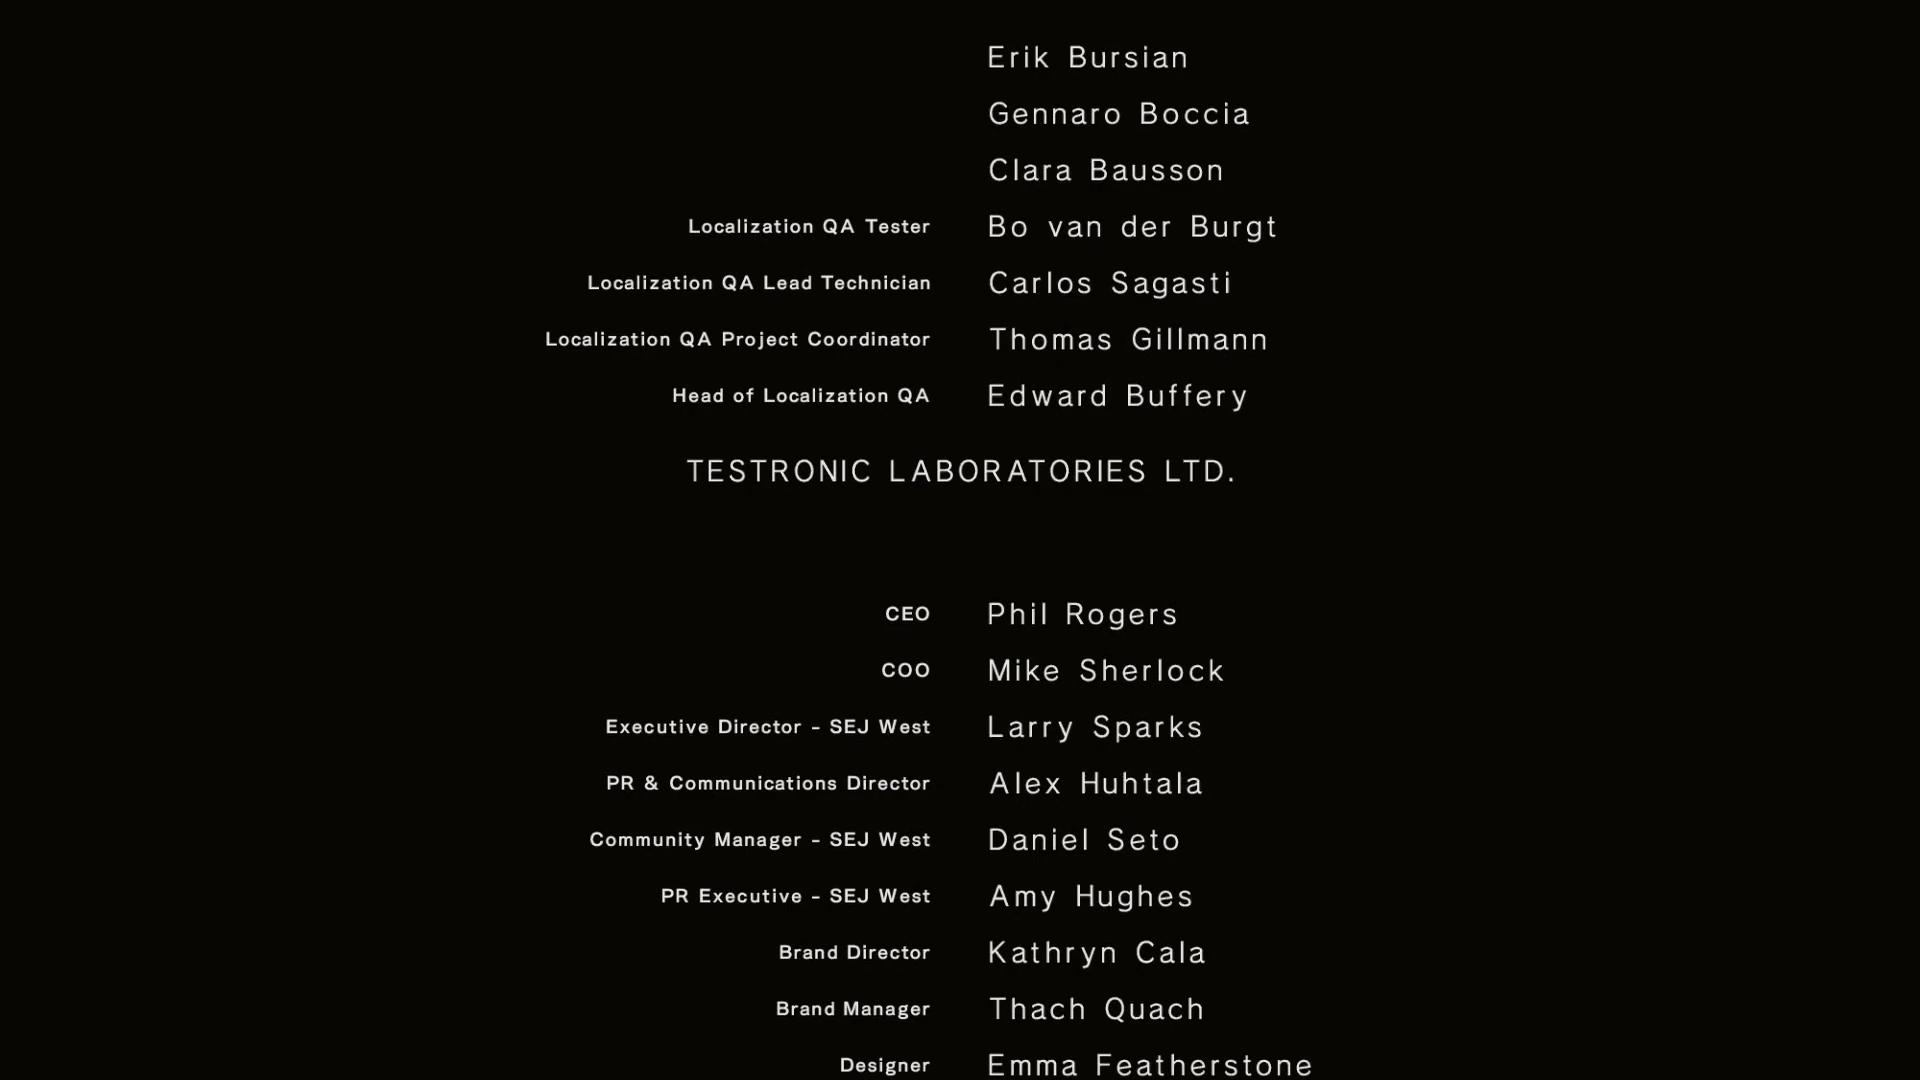 Erik Bursian
Gennaro Boccia
Clara Bausson
Localization QA Tester Bo van der Burgt
Localization QA Lead Technician Carlos Sagasti
Localization QA Project Coordinator Thomas Gillmann
Head of Localization QA Edward Buffery
TESTRONIC LABORATORIES LTD.
CEO Phil Rogers
COO Mike Sherlock
Executive Director - SEJ West Larry Sparks
PR & Communications Director Alex Huhtala
Community Manager - SEJ West Daniel Seto
PR Executive - SEJ West Amy Hughes
Brand Director Kathryn Cala
Brand Manager Thach Quach
Designer Emma Featherstone